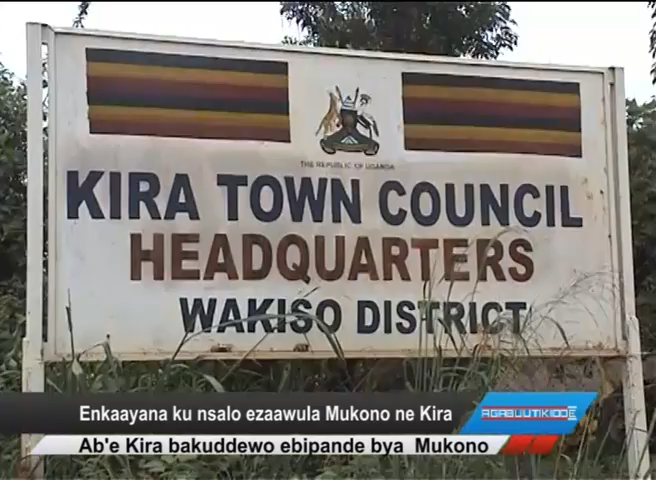 THE REPUBLIC OF UGANDA
KIRA TOWN COUNCIL
HEADQUARTERS
WAKISO DISTRICT
Enkaayana ku nsalo ezaawula Mukono ne Kira
AGABUUTIKIDDE
Ab'e Kira bakuddewo ebipande bya Mukono